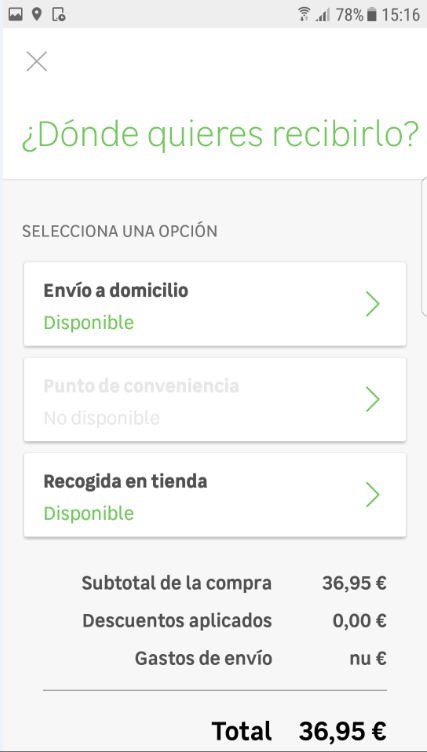 78% 15:16
¿Dónde quieres recibirlo?
SELECCIONA UNA OPCIÓN
Envío a domicilio
Disponible
Punto de conveniencia
No disponible
Recogida en tienda
Disponible
Subtotal de la compra 36,95 €
Descuentos aplicados 0,00 €
Gastos de envío nu €
Total 36,95 €